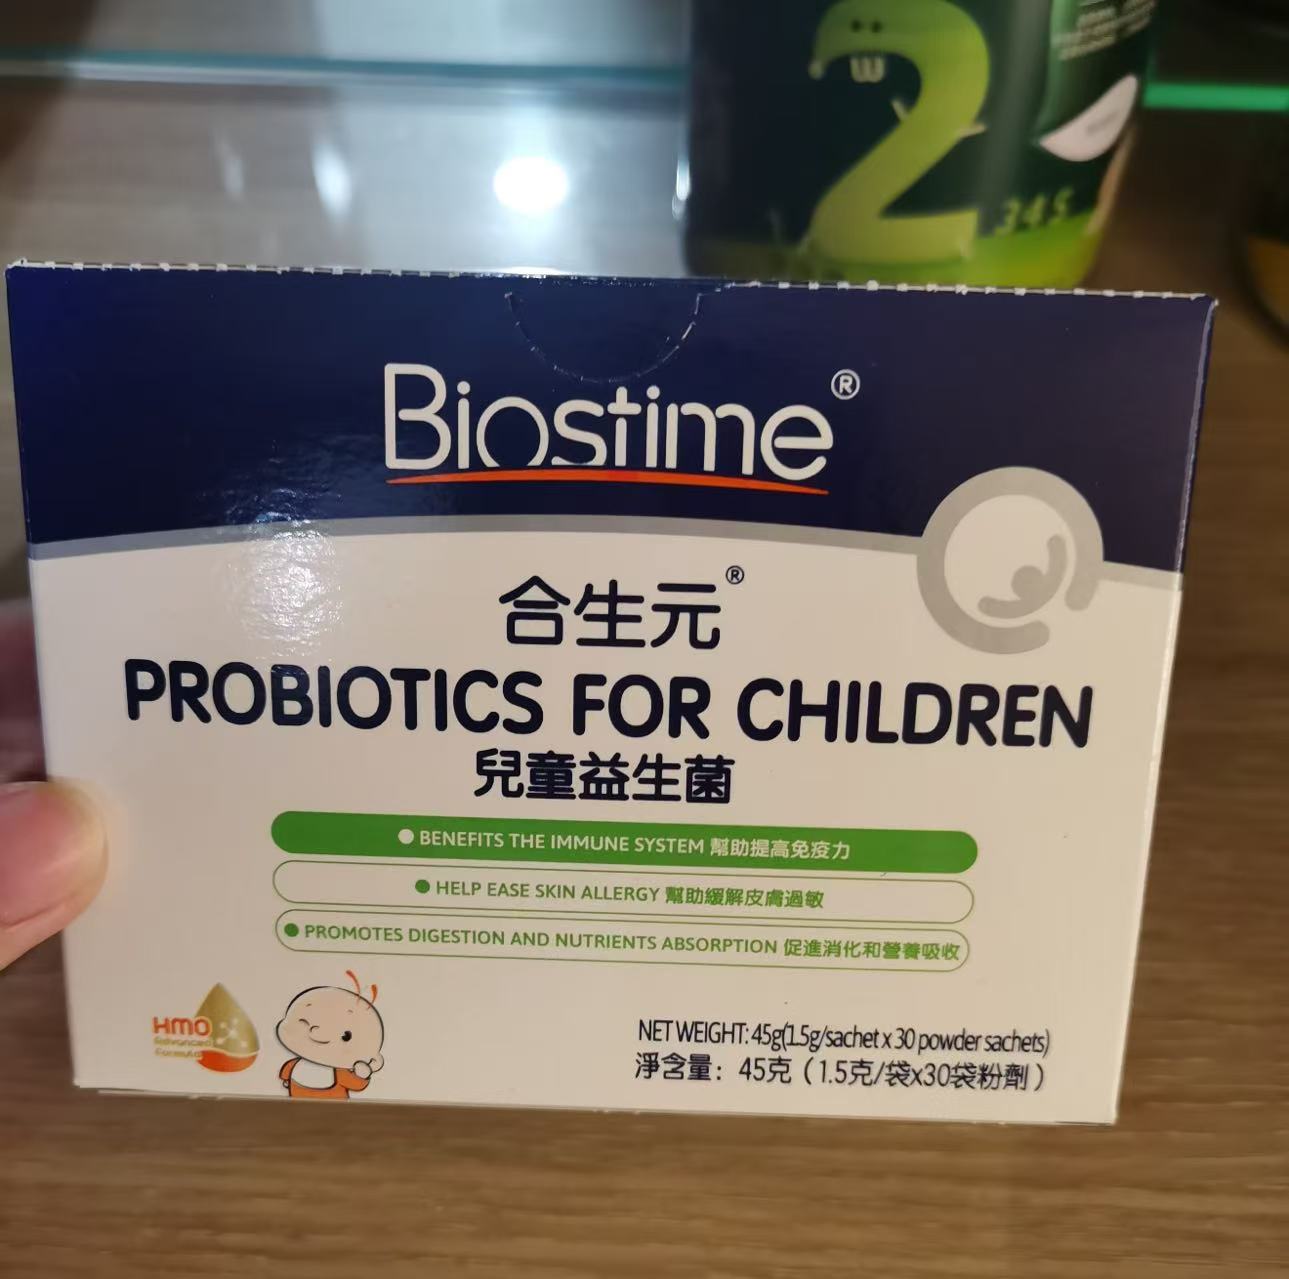 2
345
Biostime®
合生元®
PROBIOTICS FOR CHILDREN
兒童益生菌
● BENEFITS THE IMMUNE SYSTEM 幫助提高免疫力
● HELP EASE SKIN ALLERGY 幫助緩解皮膚過敏
● PROMOTES DIGESTION AND NUTRIENTS ABSORPTION 促進消化和營養吸收
HMO
Advanced
Formula
NET WEIGHT: 45g(1.5g/sachet x 30 powder sachets)
淨含量：45克（1.5克/袋x30袋粉劑）